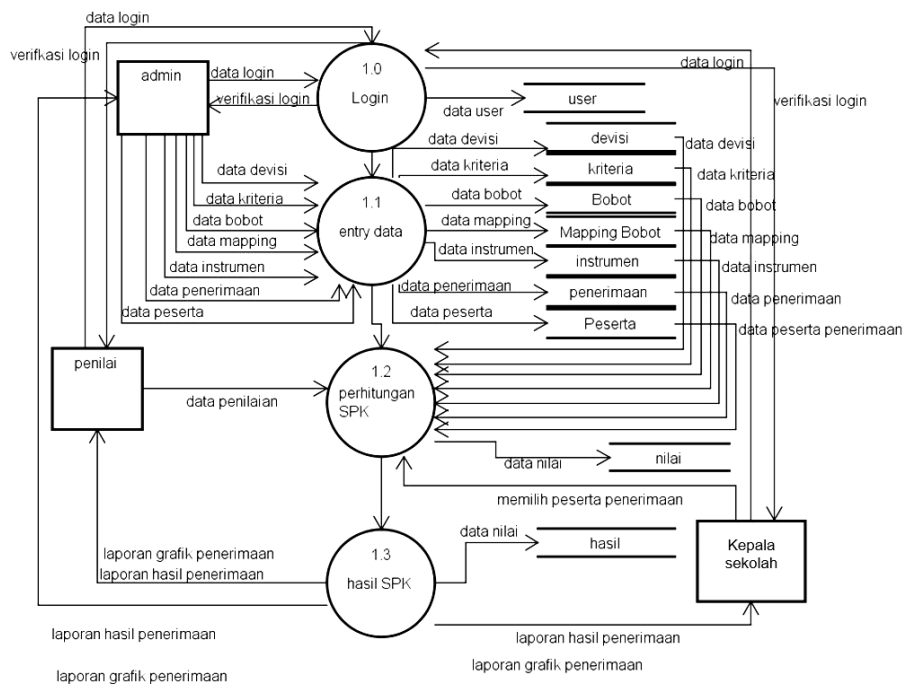 data login
verifkasi login
admin
data login
verifikasi login
1.0
Login
data user
user
data login
verifikasi login
data devisi
devisi
data devisi
data kriteria
kriteria
data kriteria
data bobot
Bobot
data bobot
data mapping
Mapping Bobot
data mapping
data instrumen
instrumen
data instrumen
data penerimaan
penerimaan
data penerimaan
data peserta
Peserta
data peserta penerimaan
data devisi
data kriteria
data bobot
data mapping
data instrumen
data penerimaan
data peserta
1.1
entry data
penilai
data penilaian
1.2
perhitungan
SPK
data nilai
nilai
memilih peserta penerimaan
data nilai
hasil
Kepala
sekolah
1.3
hasil SPK
laporan grafik penerimaan
laporan hasil penerimaan
laporan hasil penerimaan
laporan grafik penerimaan
laporan hasil penerimaan
laporan grafik penerimaan